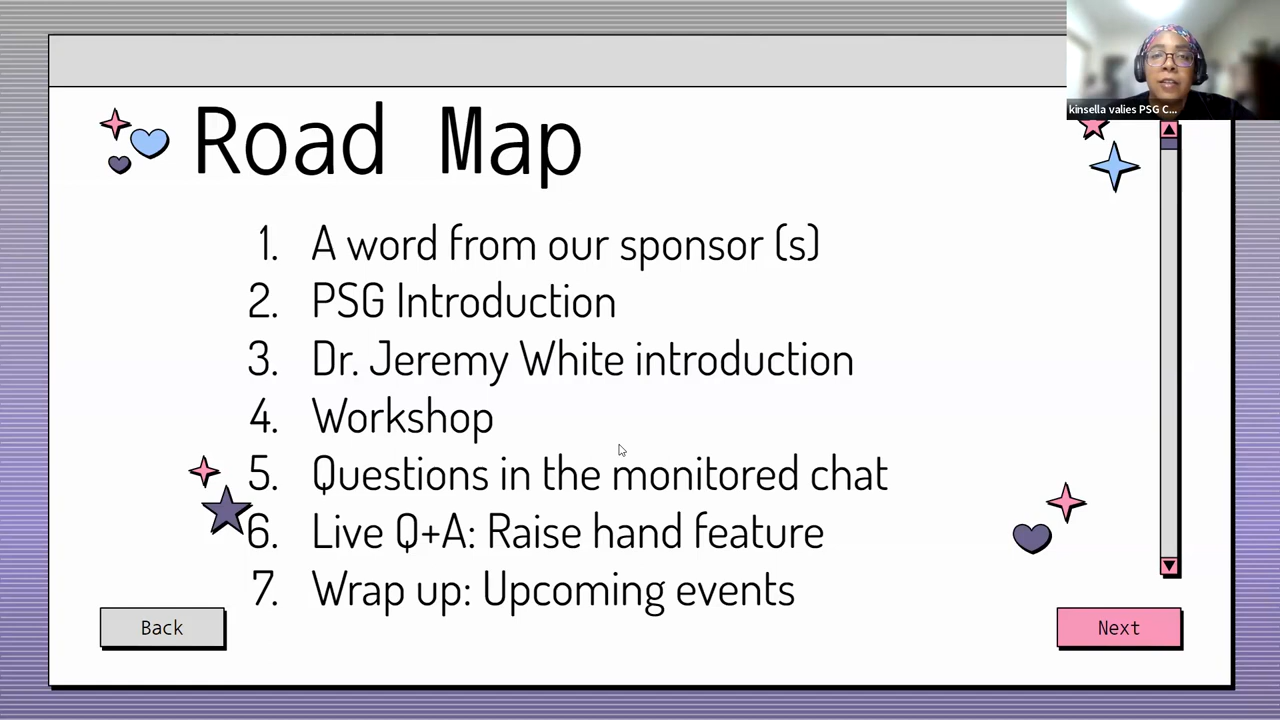 kinsella valies PSG C...
Road Map
1. A word from our sponsor (s)
2. PSG Introduction
3. Dr. Jeremy White introduction
4. Workshop
5. Questions in the monitored chat
6. Live Q+A: Raise hand feature
7. Wrap up: Upcoming events
Back
Next